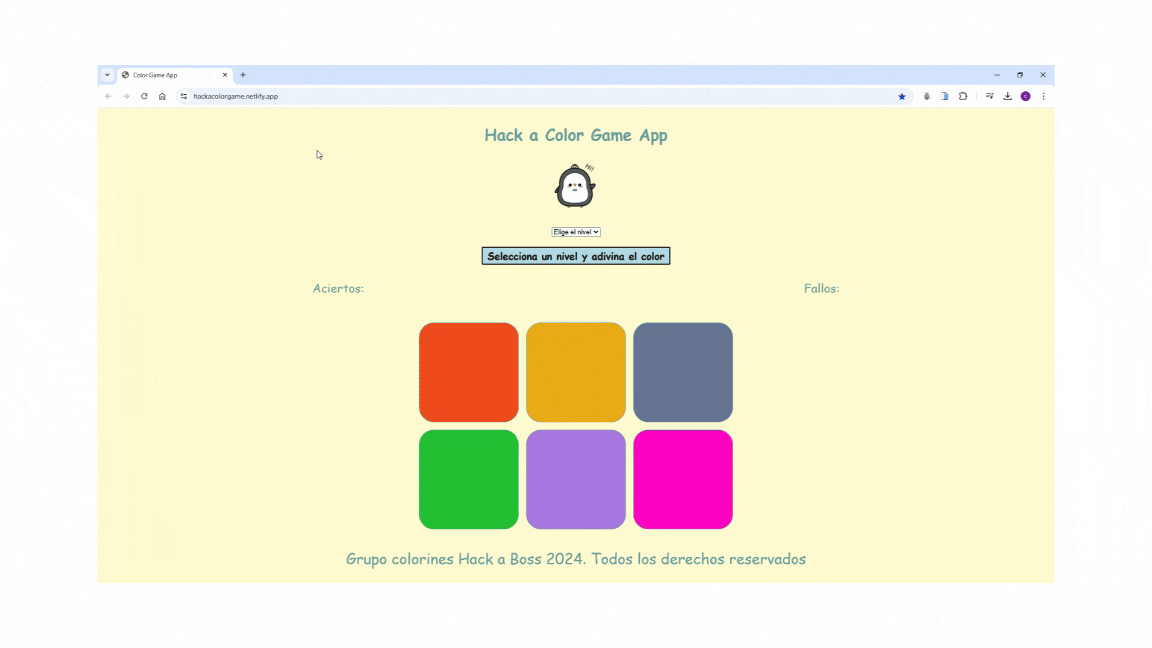 Color Game App
hackacolorgame.netlify.app
Hack a Color Game App
Hi!
Elige el nivel
Selecciona un nivel y adivina el color
Aciertos:
Fallos:
Grupo colorines Hack a Boss 2024. Todos los derechos reservados